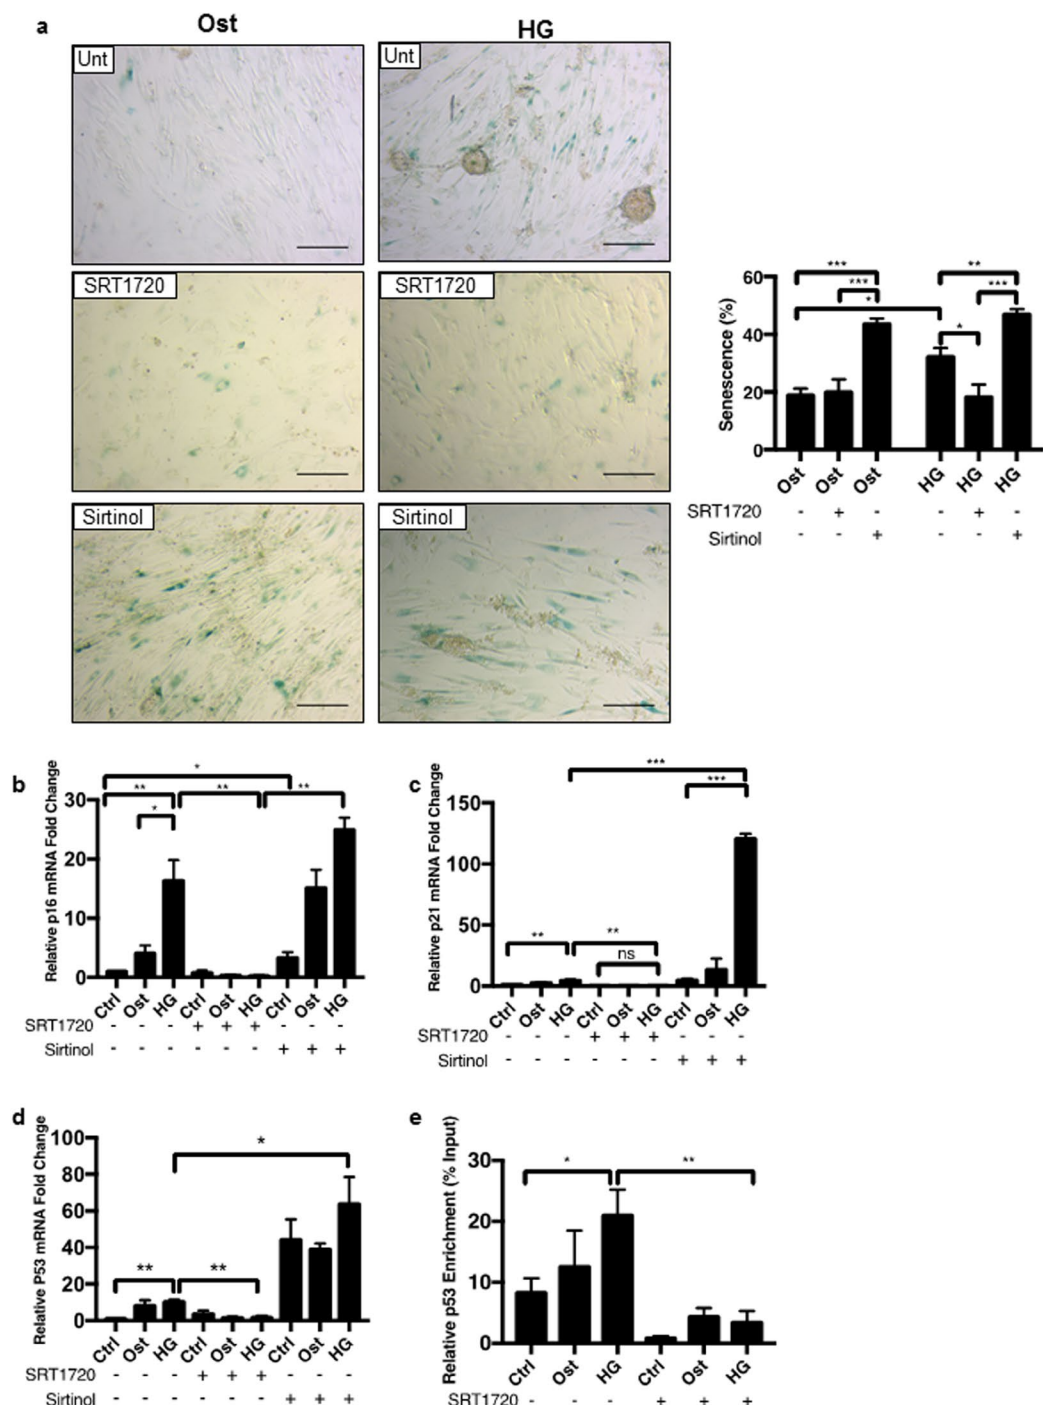 a
Ost
HG
Unt
Unt
SRT1720
SRT1720
Sirtinol
Sirtinol
Senescence (%)
60
40
20
0
*** *** * ** *** *
Ost Ost Ost HG HG HG
SRT1720 - + - - + -
Sirtinol - - + - - +
b
Relative p16 mRNA Fold Change
30
20
10
0
*
** ** **
*
Ctrl Ost HG Ctrl Ost HG Ctrl Ost HG
SRT1720 - - - + + + - - -
Sirtinol - - - - - - + + +
c
Relative p21 mRNA Fold Change
150
100
50
0
***
***
** **
ns
Ctrl Ost HG Ctrl Ost HG Ctrl Ost HG
SRT1720 - - - + + + - - -
Sirtinol - - - - - - + + +
d
Relative P53 mRNA Fold Change
100
80
60
40
20
0
*
** **
Ctrl Ost HG Ctrl Ost HG Ctrl Ost HG
SRT1720 - - - + + + - - -
Sirtinol - - - - - - + + +
e
Relative p53 Enrichment (% Input)
30
20
10
0
* **
Ctrl Ost HG Ctrl Ost HG
SRT1720 - - - + + +